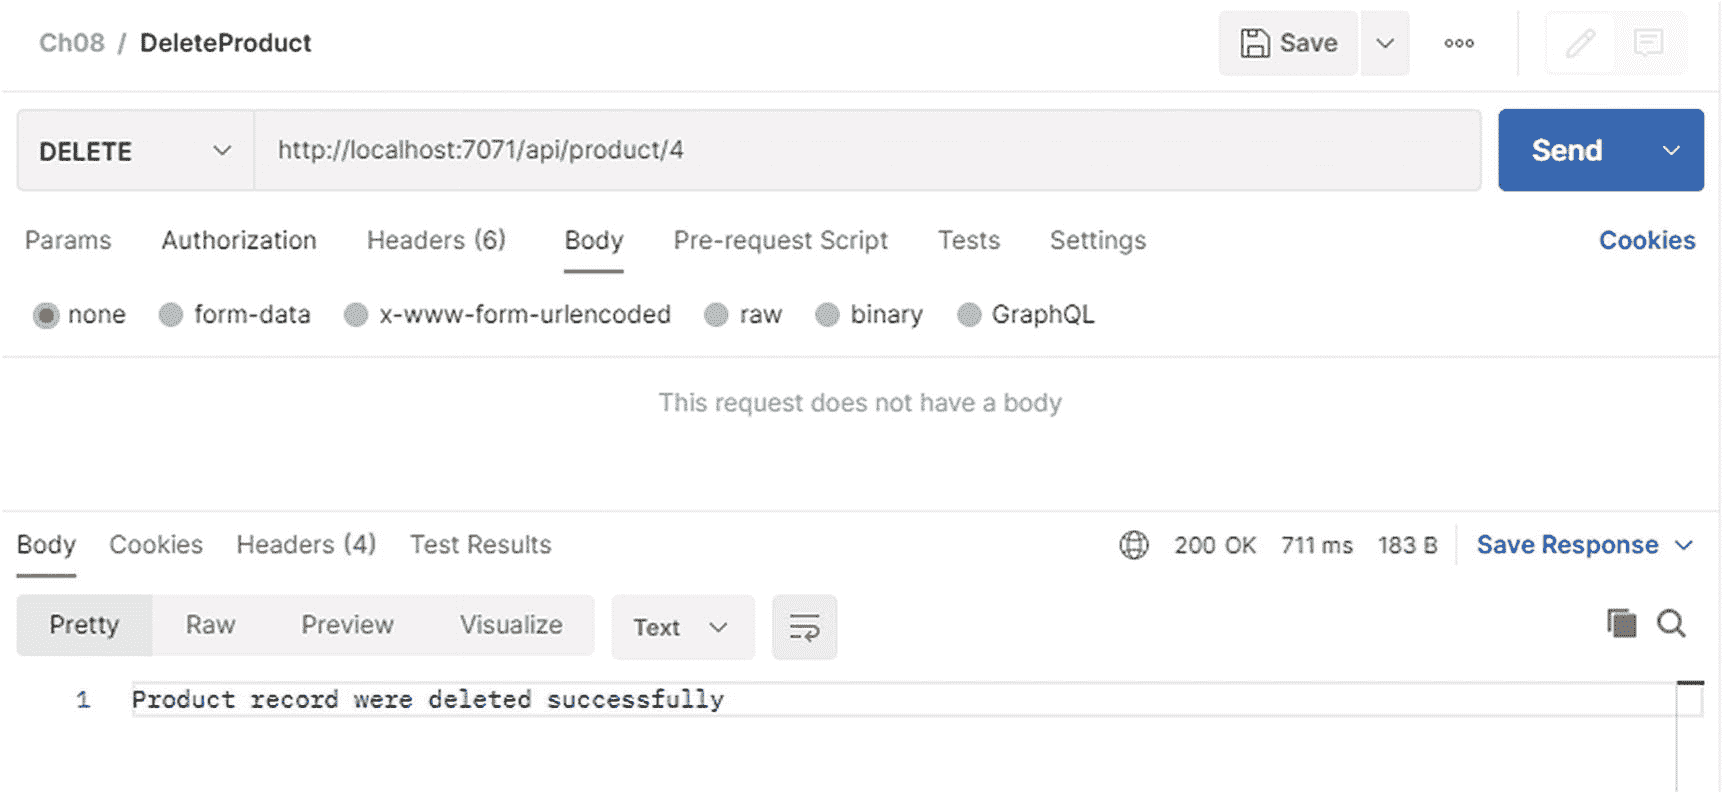 Ch08 / DeleteProduct Save ooo
DELETE http://localhost:7071/api/product/4 Send
Params Authorization Headers (6) Body Pre-request Script Tests Settings Cookies
none form-data x-www-form-urlencoded raw binary GraphQL
This request does not have a body
Body Cookies Headers (4) Test Results 200 OK 711 ms 183 B Save Response
Pretty Raw Preview Visualize Text
1 Product record were deleted successfully